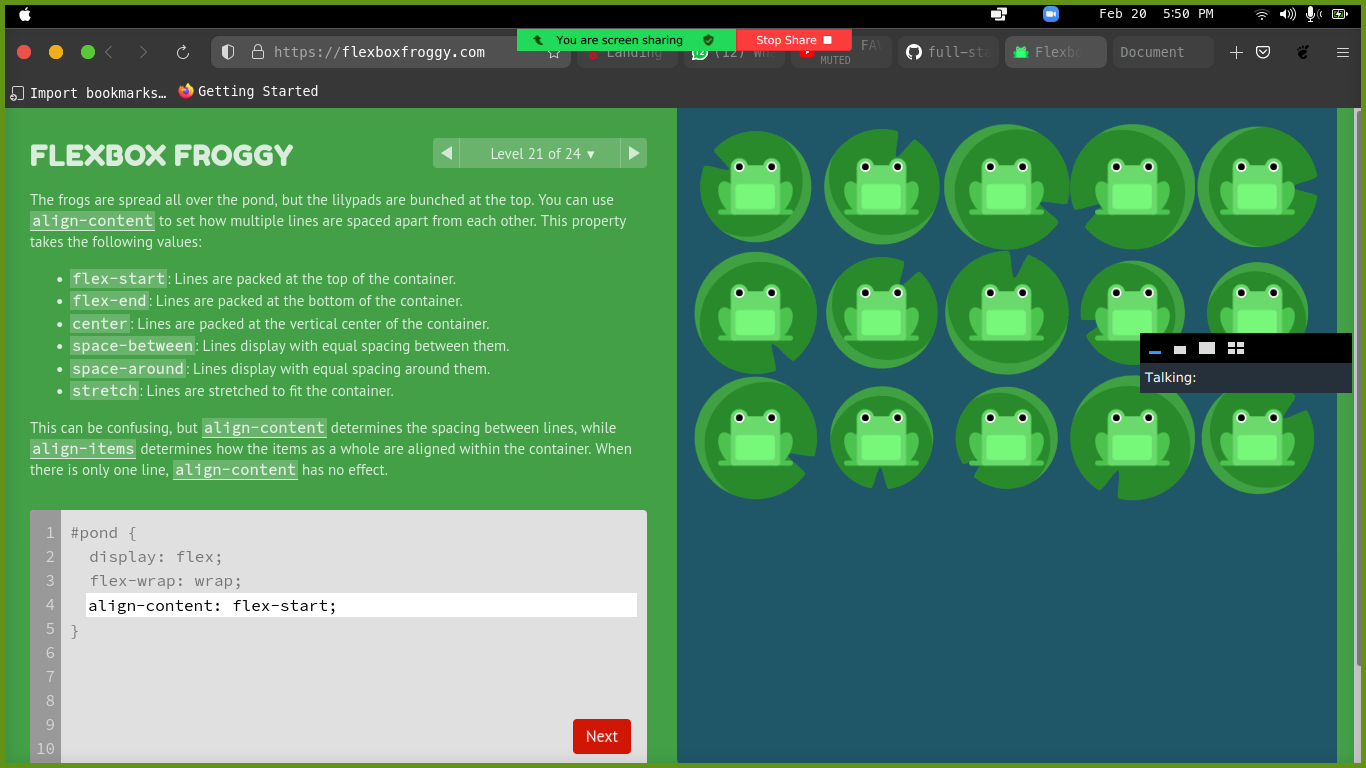 Feb 20 5:50 PM
You are screen sharing
Stop Share
https://flexboxfroggy.com
Landing
(12)
FAV
MUTED
Flexbo
Document
Import bookmarks…
Getting Started
FLEXBOX FROGGY
Level 21 of 24 ▾
The frogs are spread all over the pond, but the lilypads are bunched at the top. You can use
align-content to set how multiple lines are spaced apart from each other. This property
takes the following values:
• flex-start: Lines are packed at the top of the container.
• flex-end: Lines are packed at the bottom of the container.
• center: Lines are packed at the vertical center of the container.
• space-between: Lines display with equal spacing between them.
• space-around: Lines display with equal spacing around them.
• stretch: Lines are stretched to fit the container.
This can be confusing, but align-content determines the spacing between lines, while
align-items determines how the items as a whole are aligned within the container. When
there is only one line, align-content has no effect.
1 #pond {
2 display: flex;
3 flex-wrap: wrap;
4 align-content: flex-start;
5 }
6
7
8
9
10
Next
Talking: